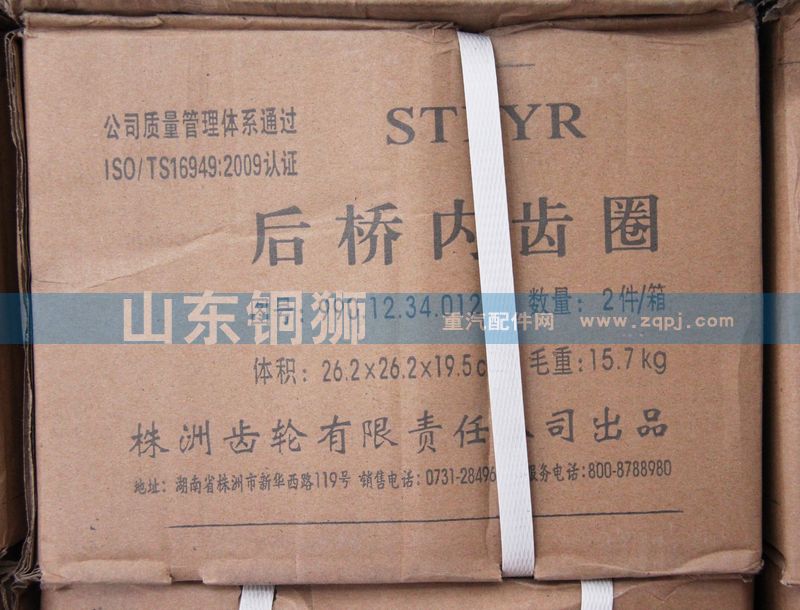 公司质量管理体系通过
ISO/TS16949:2009认证
ST YR
后桥内齿圈
图号:990.12.34.012 数量:2件/箱
山东铜狮
重汽配件网 www.zqpj.com
体积:26.2×26.2×19.5c 毛重:15.7kg
株洲齿轮有限责任 司出品
地址:湖南省株洲市新华西路119号 销售电话:0731-2849 服务电话:800-8788980